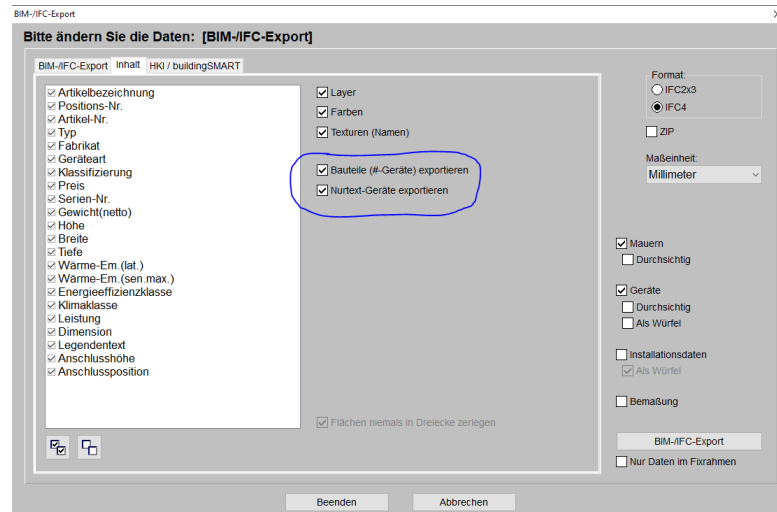 BIM-/IFC-Export
Bitte ändern Sie die Daten: [BIM-/IFC-Export]
BIM-/IFC-Export Inhalt HKI / buildingSMART
Artikelbezeichnung
Positions-Nr.
Artikel-Nr.
Typ
Fabrikat
Geräteart
Klassifizierung
Preis
Serien-Nr.
Gewicht(netto)
Höhe
Breite
Tiefe
Wärme-Em.(lat.)
Wärme-Em.(sen.max.)
Energieeffizienzklasse
Klimaklasse
Leistung
Dimension
Legendentext
Anschlusshöhe
Anschlussposition
Layer
Farben
Texturen (Namen)
Bauteile (#-Geräte) exportieren
Nurtext-Geräte exportieren
Flächen niemals in Dreiecke zerlegen
Format:
IFC2x3
IFC4
ZIP
Maßeinheit:
Millimeter
Mauern
Durchsichtig
Geräte
Durchsichtig
Als Würfel
Installationsdaten
Als Würfel
Bemaßung
BIM-/IFC-Export
Nur Daten im Fixrahmen
Beenden Abbrechen